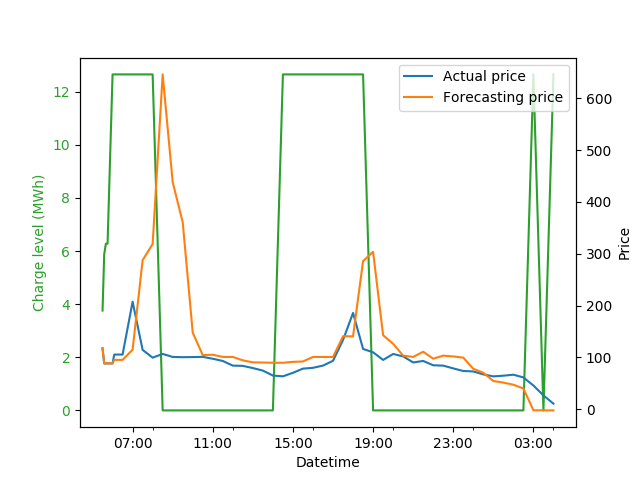 Actual price
Forecasting price
12
10
8
6
4
2
0
Charge level (MWh)
600
500
400
300
200
100
0
Price
07:00 11:00 15:00 19:00 23:00 03:00
Datetime